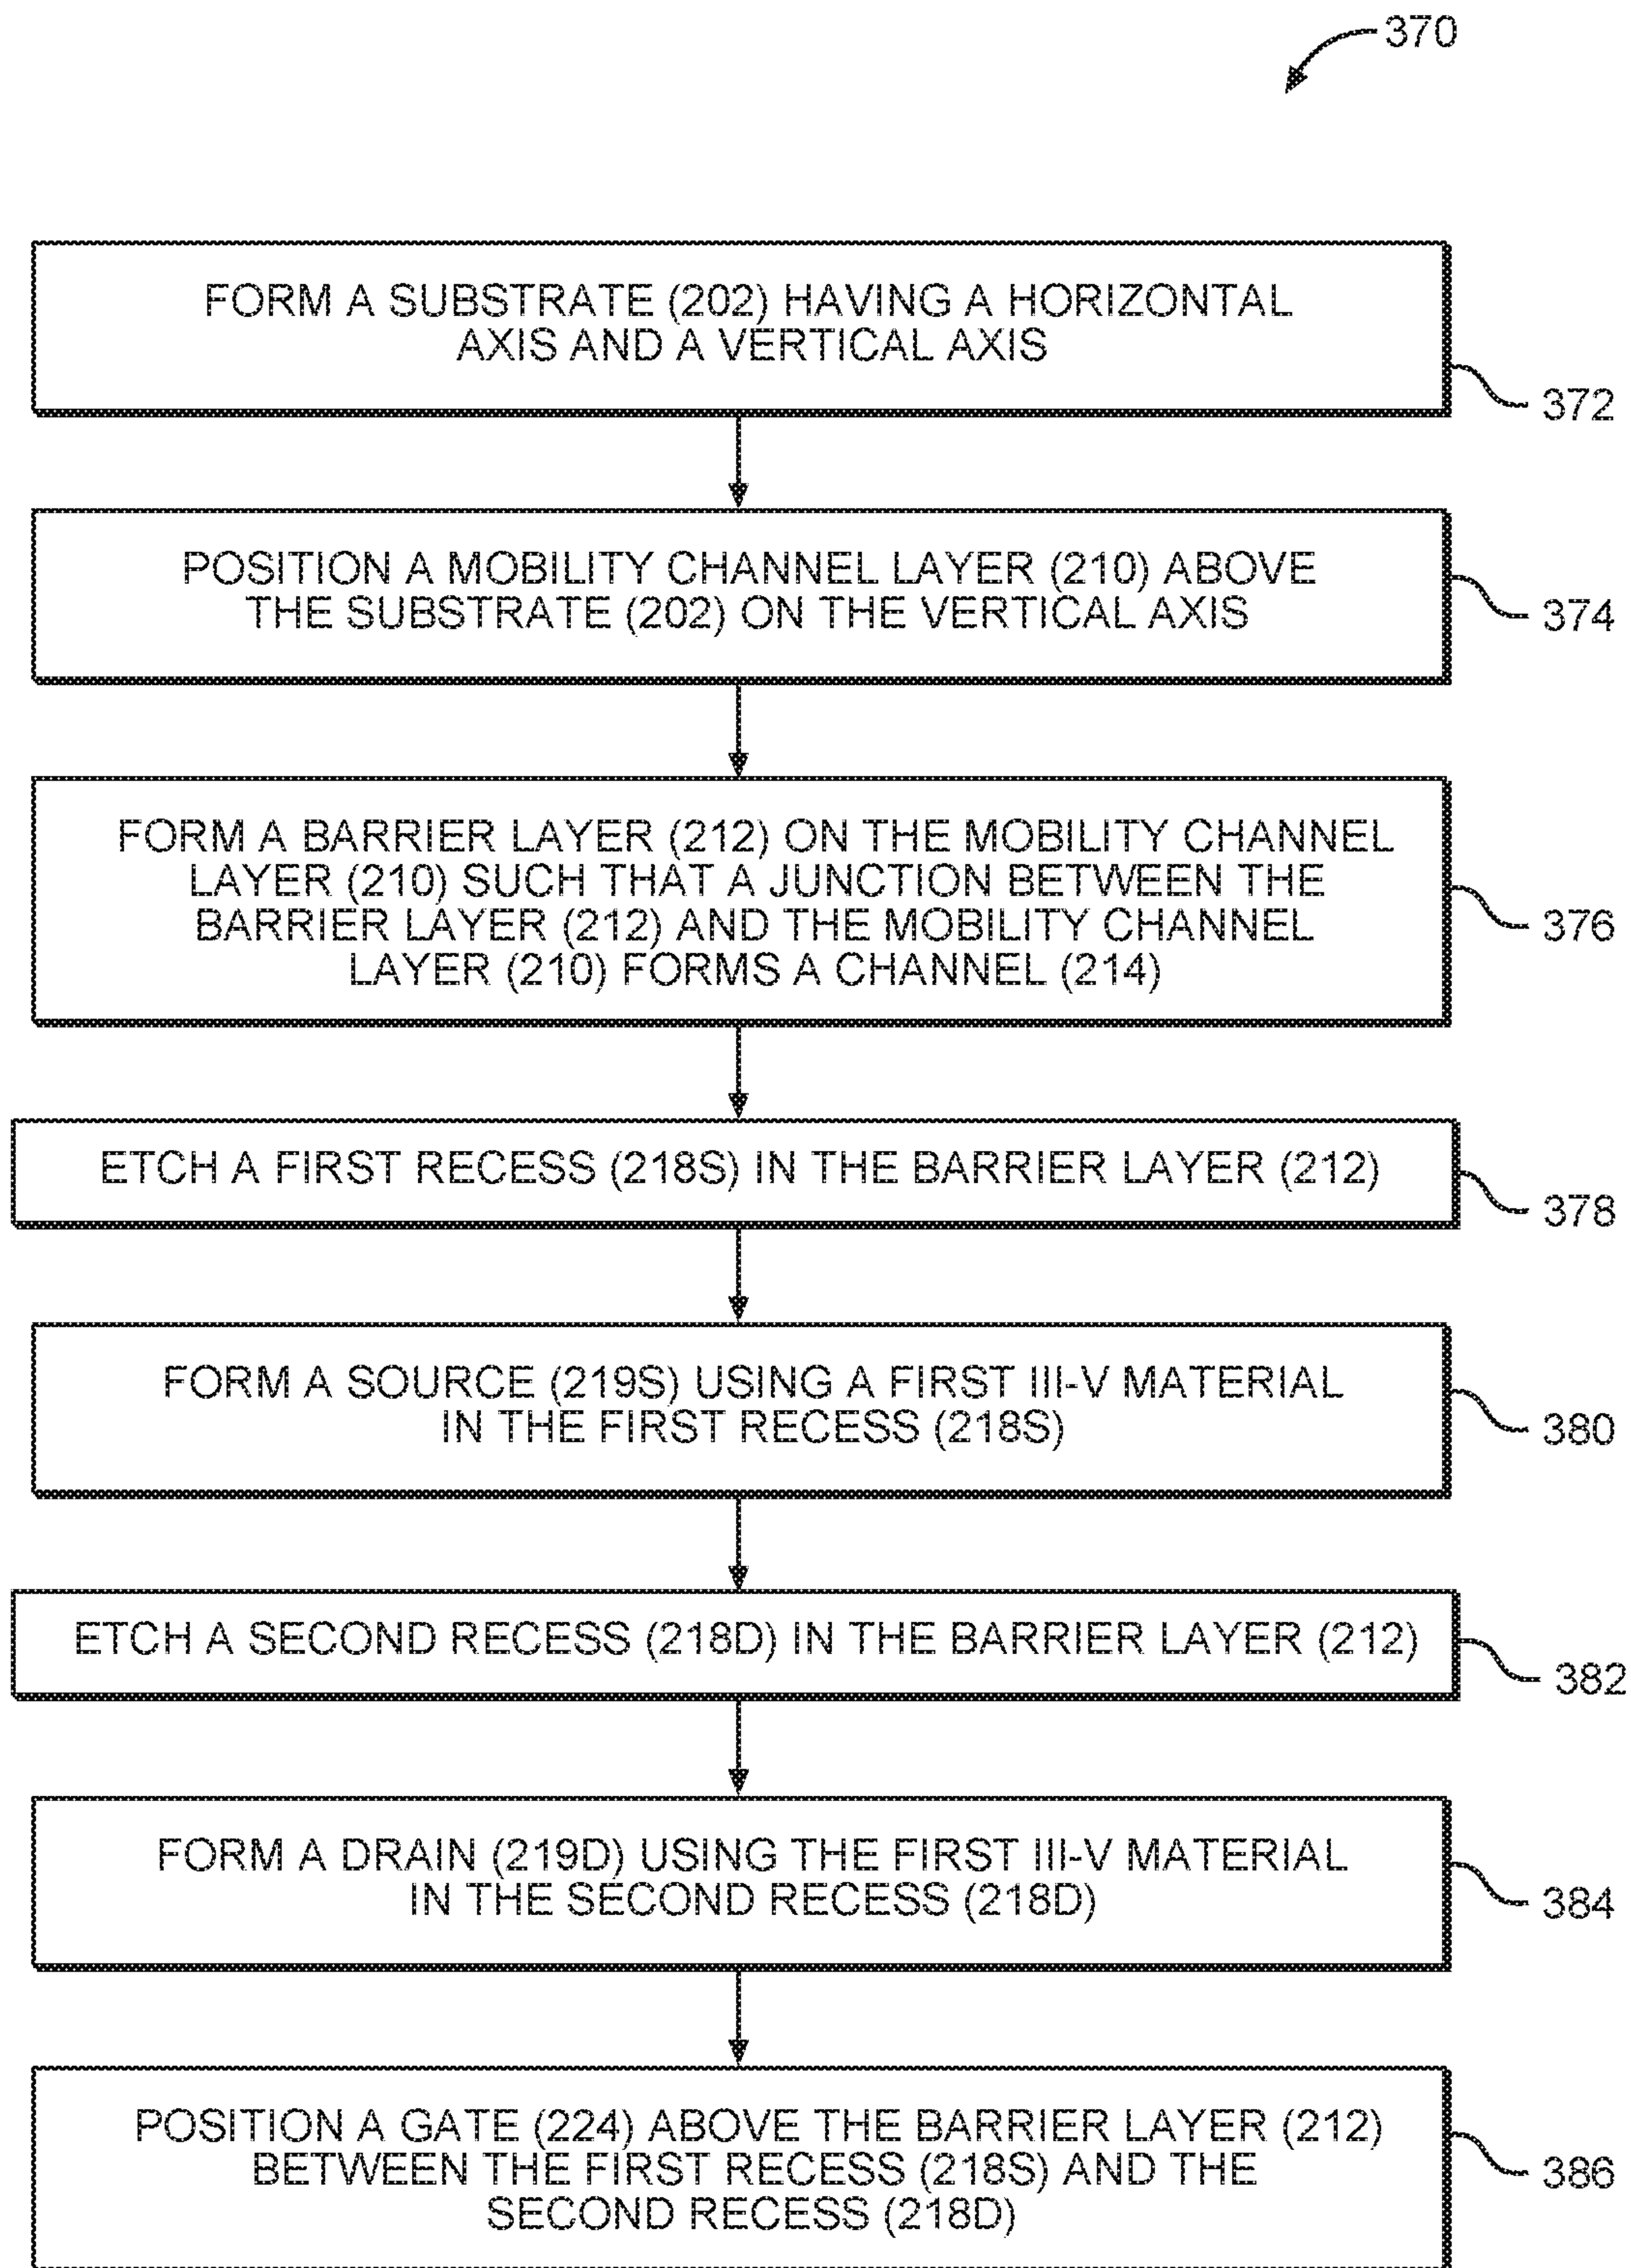 370
FORM A SUBSTRATE (202) HAVING A HORIZONTAL
AXIS AND A VERTICAL AXIS
372
POSITION A MOBILITY CHANNEL LAYER (210) ABOVE
THE SUBSTRATE (202) ON THE VERTICAL AXIS
374
FORM A BARRIER LAYER (212) ON THE MOBILITY CHANNEL
LAYER (210) SUCH THAT A JUNCTION BETWEEN THE
BARRIER LAYER (212) AND THE MOBILITY CHANNEL
LAYER (210) FORMS A CHANNEL (214)
376
ETCH A FIRST RECESS (218S) IN THE BARRIER LAYER (212)
378
FORM A SOURCE (219S) USING A FIRST III-V MATERIAL
IN THE FIRST RECESS (218S)
380
ETCH A SECOND RECESS (218D) IN THE BARRIER LAYER (212)
382
FORM A DRAIN (219D) USING THE FIRST III-V MATERIAL
IN THE SECOND RECESS (218D)
384
POSITION A GATE (224) ABOVE THE BARRIER LAYER (212)
BETWEEN THE FIRST RECESS (218S) AND THE
SECOND RECESS (218D)
386